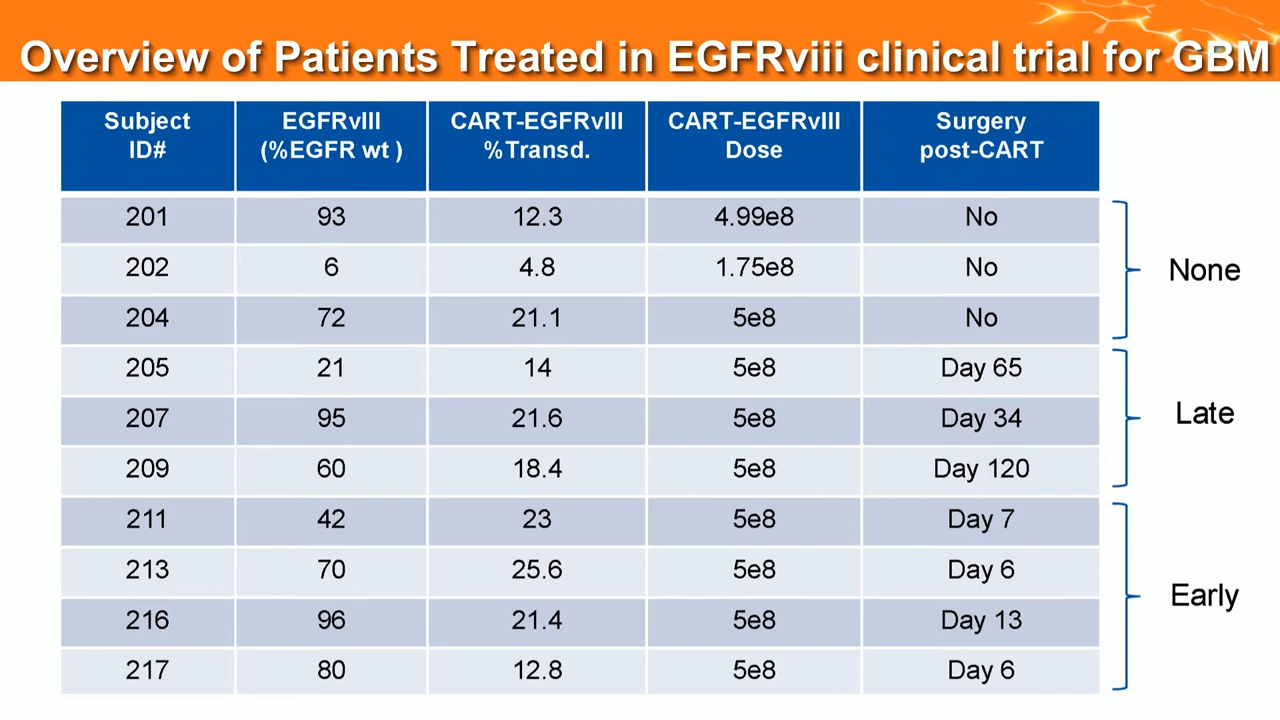 Overview of Patients Treated in EGFRviii clinical trial for GBM
Subject ID# EGFRvIII (%EGFR wt ) CART-EGFRvIII %Transd. CART-EGFRvIII Dose Surgery post-CART
201 93 12.3 4.99e8 No
202 6 4.8 1.75e8 No
204 72 21.1 5e8 No
None
205 21 14 5e8 Day 65
207 95 21.6 5e8 Day 34
209 60 18.4 5e8 Day 120
Late
211 42 23 5e8 Day 7
213 70 25.6 5e8 Day 6
216 96 21.4 5e8 Day 13
217 80 12.8 5e8 Day 6
Early